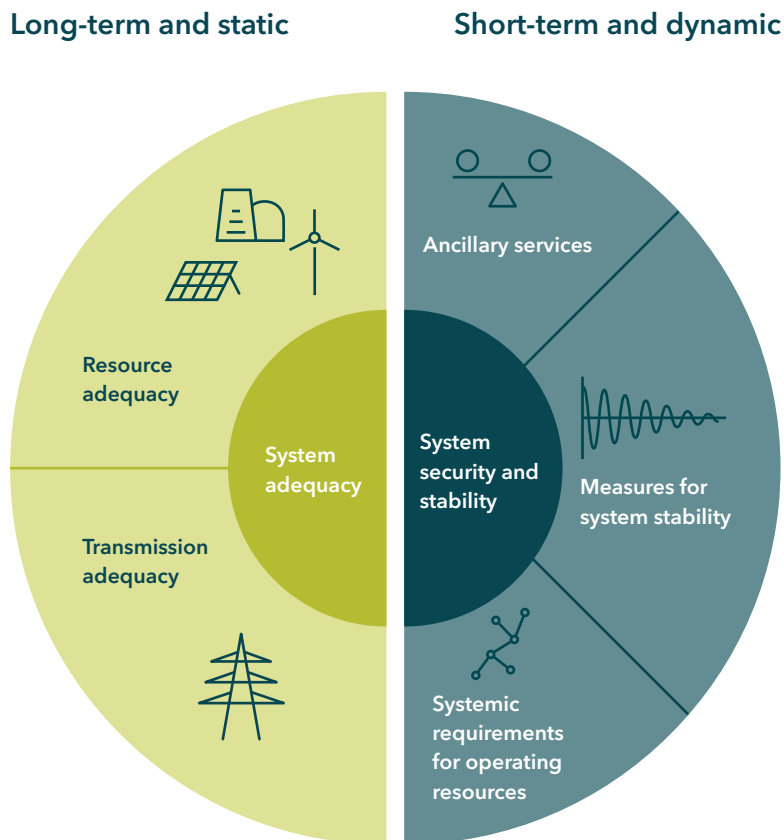 Long-term and static
Short-term and dynamic
Resource
adequacy
System
adequacy
Transmission
adequacy
Ancillary services
System
security and
stability
Measures for
system stability
Systemic
requirements
for operating
resources